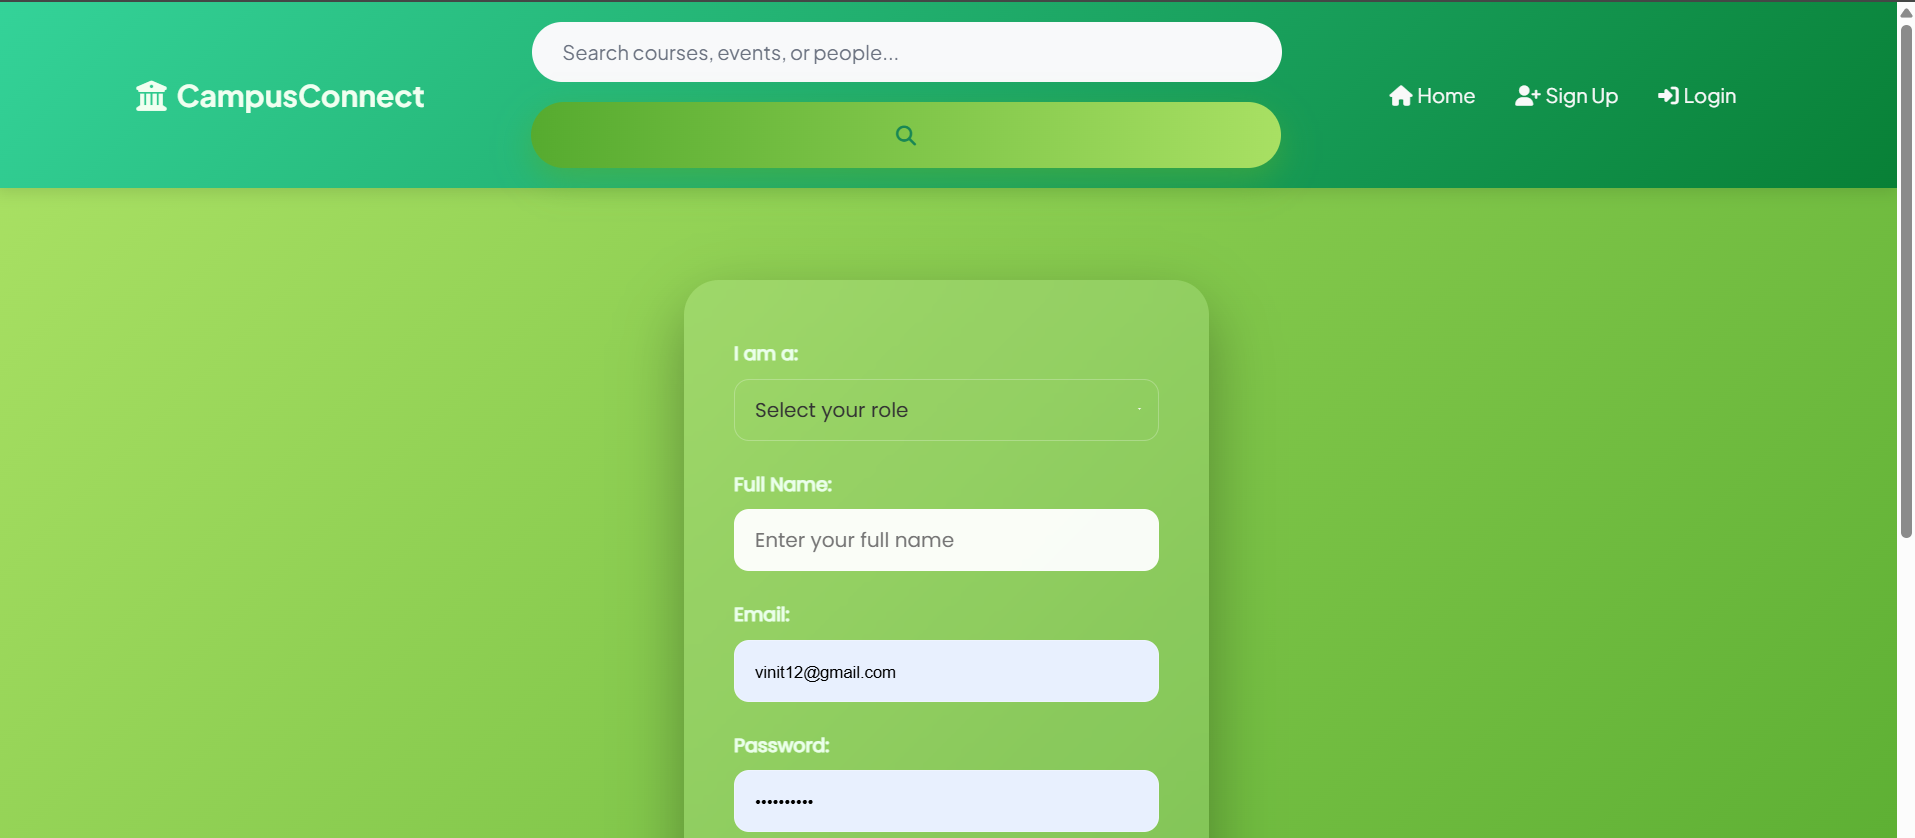 Search courses, events, or people...
CampusConnect
Home
Sign Up
Login
I am a:
Select your role
Full Name:
Enter your full name
Email:
vinit12@gmail.com
Password:
••••••••••